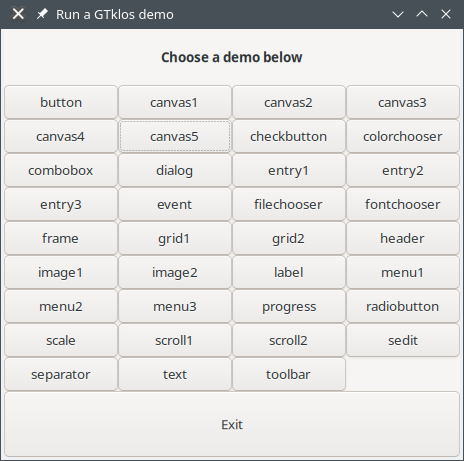 Run a GTklos demo
Choose a demo below
button canvas1 canvas2 canvas3
canvas4 canvas5 checkbutton colorchooser
combobox dialog entry1 entry2
entry3 event filechooser fontchooser
frame grid1 grid2 header
image1 image2 label menu1
menu2 menu3 progress radiobutton
scale scroll1 scroll2 sedit
separator text toolbar
Exit